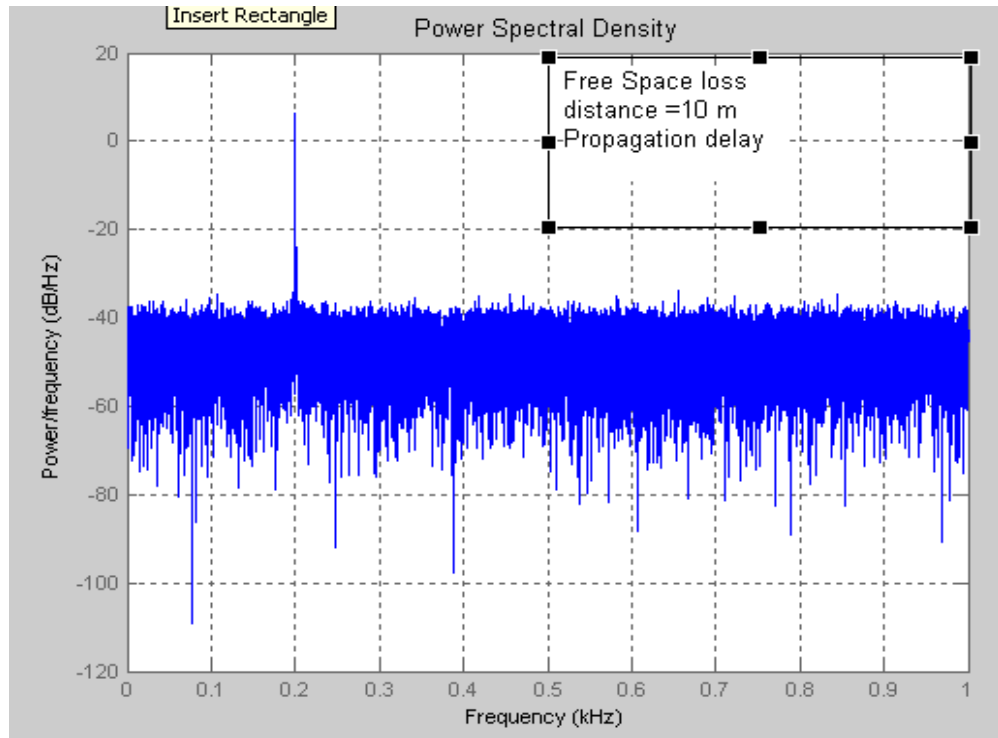 Insert Rectangle
Power Spectral Density
Free Space loss
distance =10 m
Propagation delay
Power/frequency (dB/Hz)
20
0
-20
-40
-60
-80
-100
-120
0 0.1 0.2 0.3 0.4 0.5 0.6 0.7 0.8 0.9 1
Frequency (kHz)